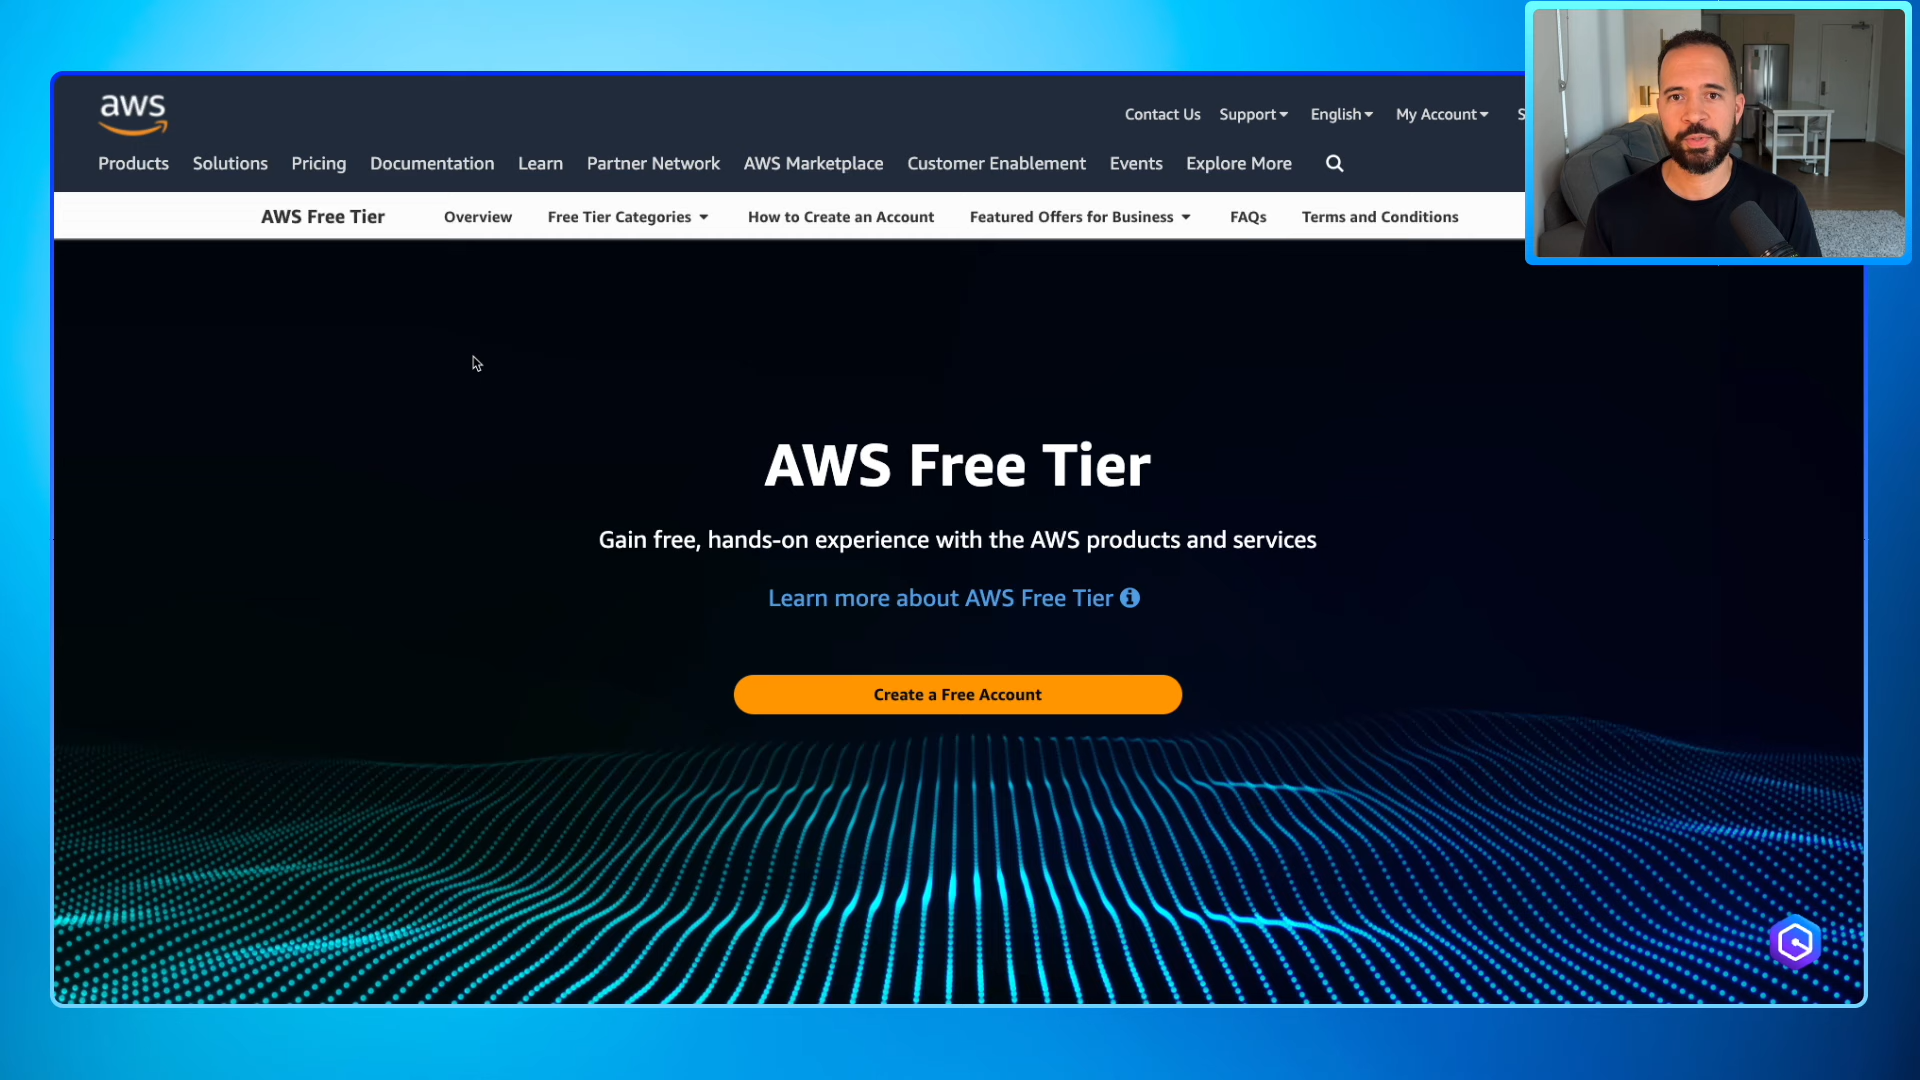 aws
Contact Us Support English My Account S
Products Solutions Pricing Documentation Learn Partner Network AWS Marketplace Customer Enablement Events Explore More
AWS Free Tier Overview Free Tier Categories How to Create an Account Featured Offers for Business FAQs Terms and Conditions
AWS Free Tier
Gain free, hands-on experience with the AWS products and services
Learn more about AWS Free Tier
Create a Free Account